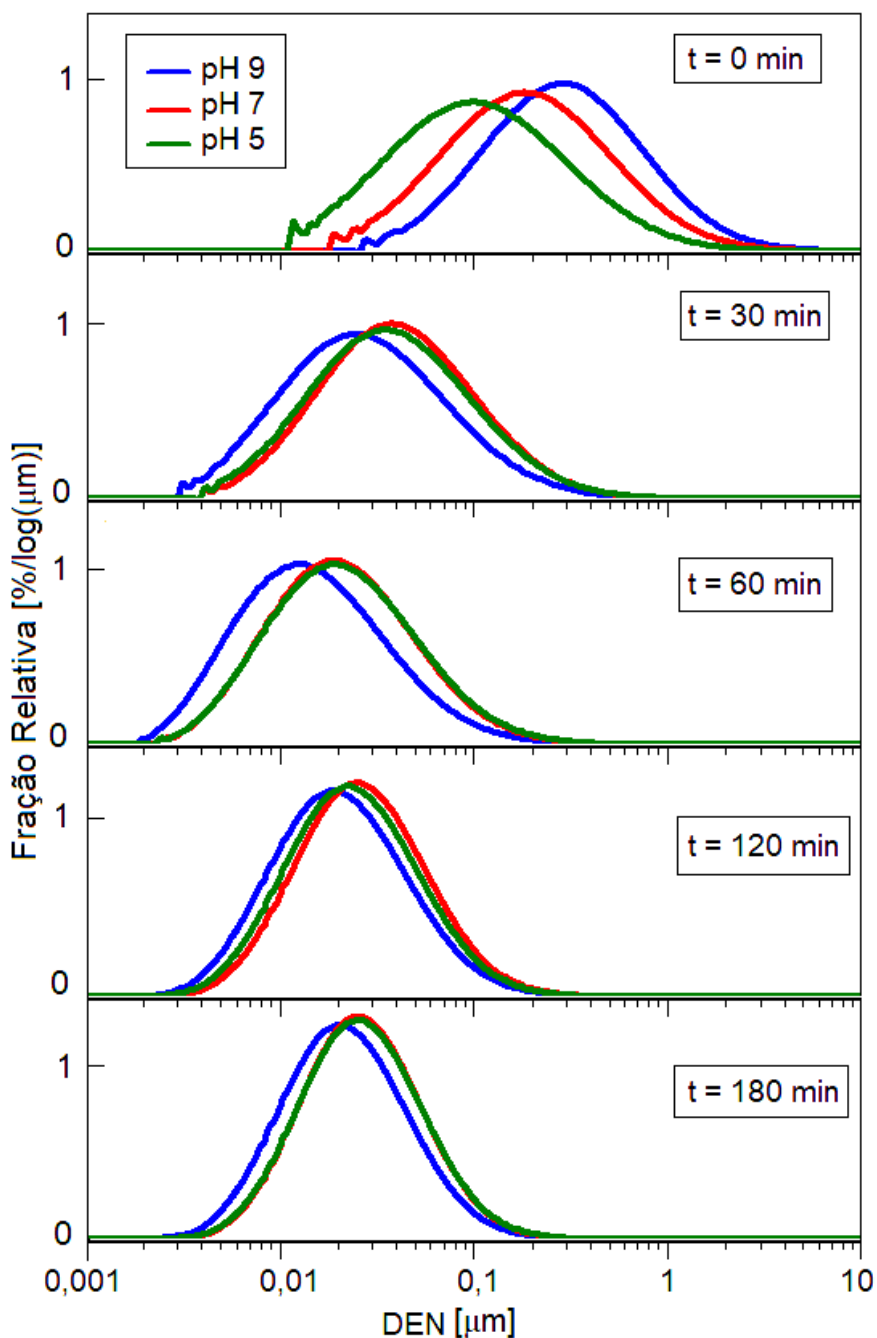 pH 9
pH 7
pH 5
t = 0 min
1
0
t = 30 min
1
0
t = 60 min
1
0
t = 120 min
1
0
t = 180 min
1
0
Fração Relativa [%/log(μm)]
0,001
0,01
0,1
1
10
DEN [μm]